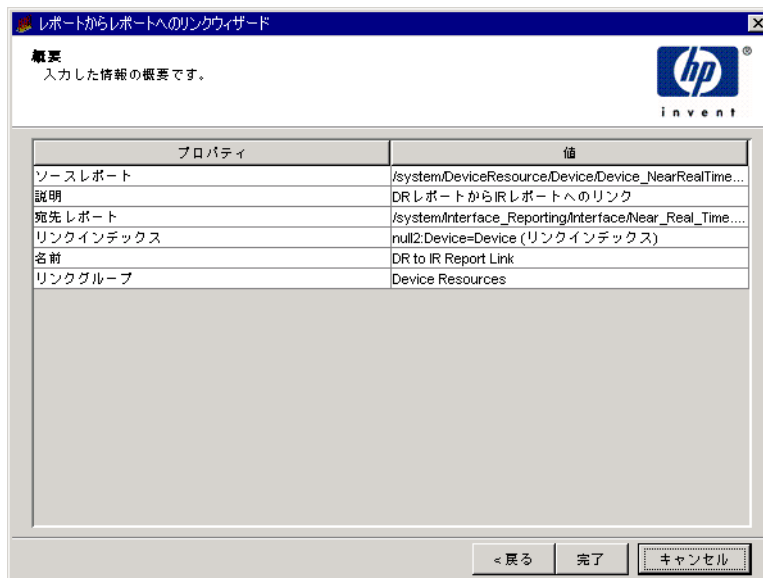 レポートからレポートへのリンクウィザード
概要
入力した情報の概要です。
hp
®
invent
プロパティ 値
ソースレポート /system/DeviceResource/Device/Device_NearRealTime...
説明 DRレポートからIRレポートへのリンク
宛先レポート /system/Interface_Reporting/Interface/Near_Real_Time....
リンクインデックス null2:Device=Device (リンクインデックス)
名前 DR to IR Report Link
リンクグループ Device Resources
<戻る 完了 キャンセル